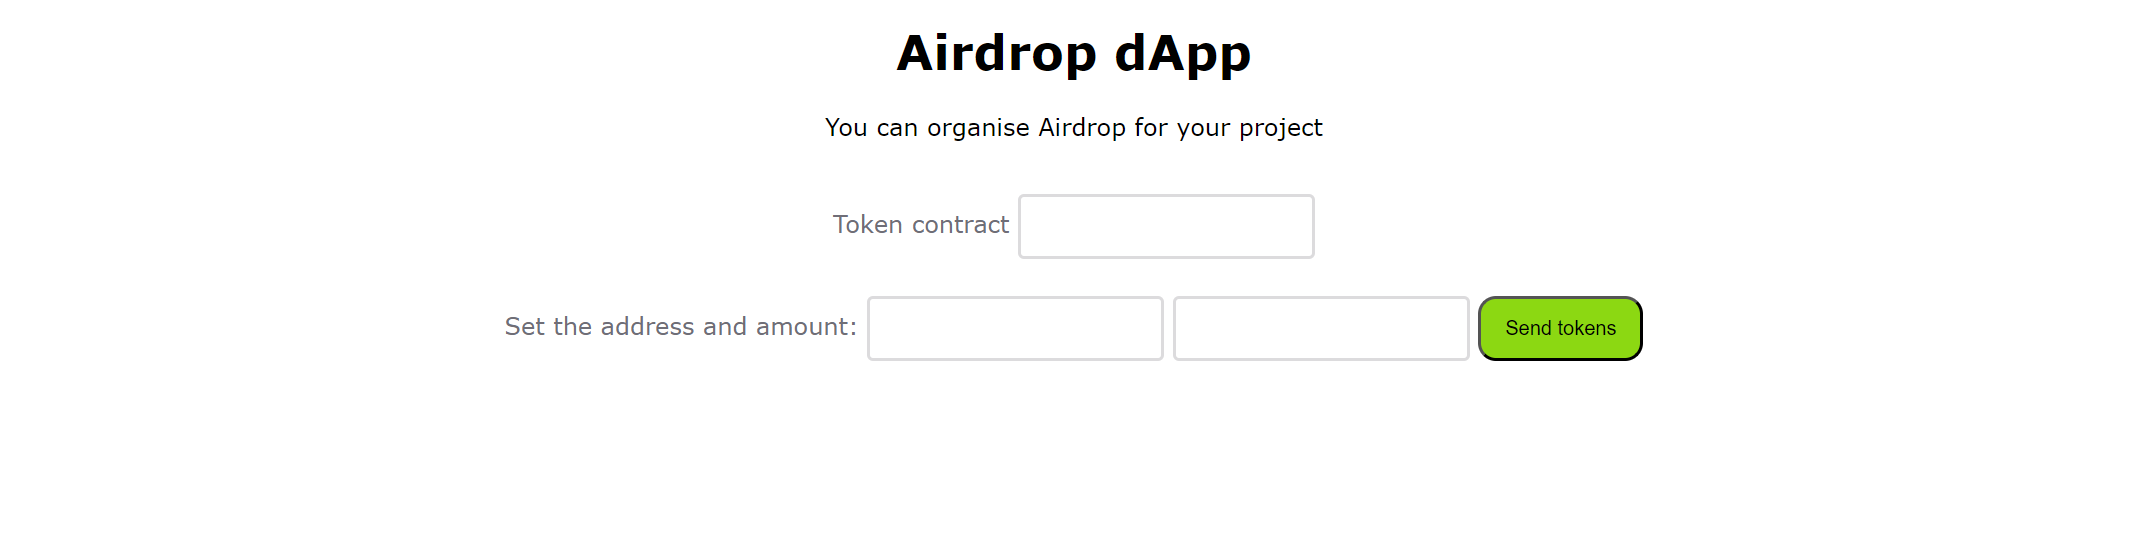 Airdrop dApp
You can organise Airdrop for your project
Token contract
Set the address and amount: Send tokens